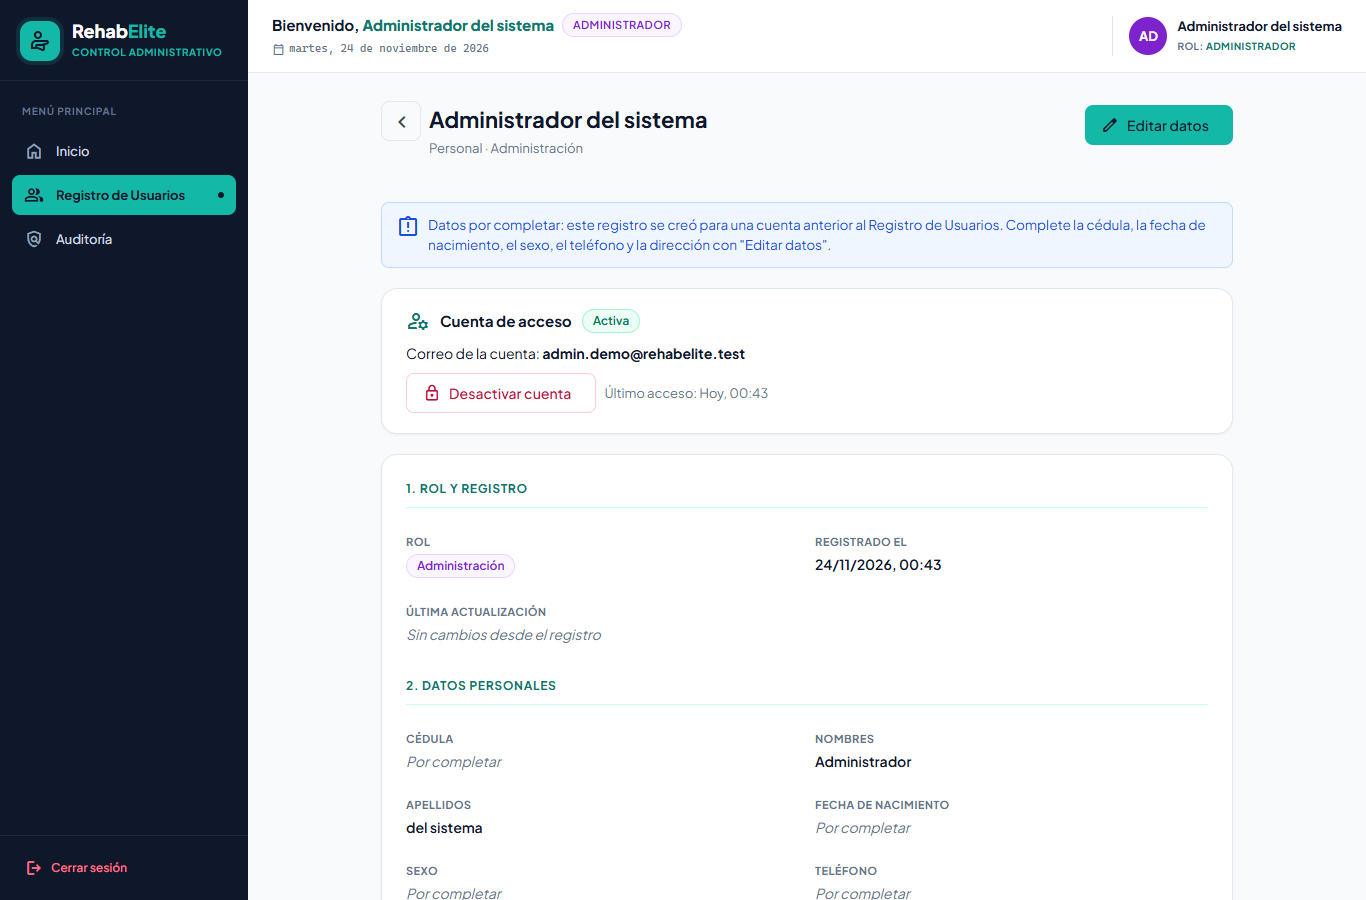 RehabElite
CONTROL ADMINISTRATIVO
MENÚ PRINCIPAL
Inicio
Registro de Usuarios
Auditoría
Cerrar sesión
Bienvenido, Administrador del sistema ADMINISTRADOR
martes, 24 de noviembre de 2026
AD
Administrador del sistema
ROL: ADMINISTRADOR
Administrador del sistema
Personal · Administración
Editar datos
Datos por completar: este registro se creó para una cuenta anterior al Registro de Usuarios. Complete la cédula, la fecha de
nacimiento, el sexo, el teléfono y la dirección con "Editar datos".
Cuenta de acceso Activa
Correo de la cuenta: admin.demo@rehabelite.test
Desactivar cuenta Último acceso: Hoy, 00:43
1. ROL Y REGISTRO
ROL
Administración
REGISTRADO EL
24/11/2026, 00:43
ÚLTIMA ACTUALIZACIÓN
Sin cambios desde el registro
2. DATOS PERSONALES
CÉDULA
Por completar
NOMBRES
Administrador
APELLIDOS
del sistema
FECHA DE NACIMIENTO
Por completar
SEXO
Por completar
TELÉFONO
Por completar